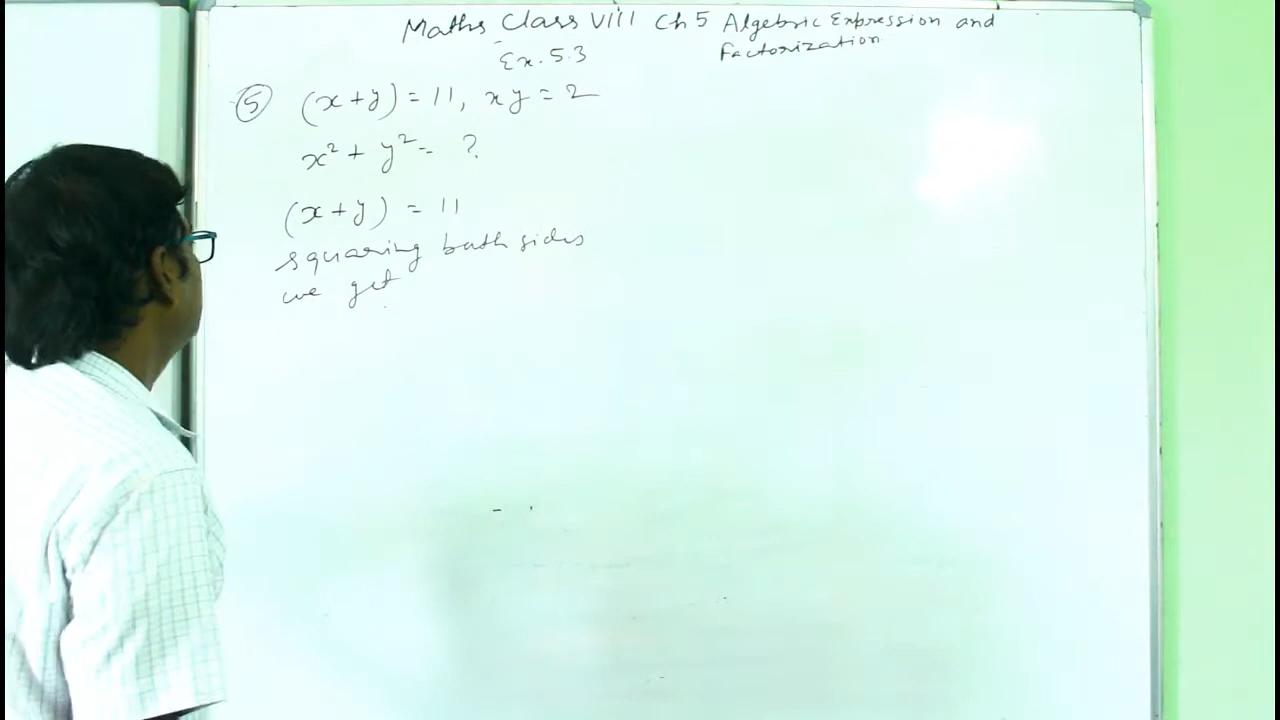 Maths Class VIII Ch 5 Algebric Expression and
Factorization
Ex. 5.3
(5) (x+y) = 11, xy = 2
x² + y² = ?
(x+y) = 11
squaring both sides
we get